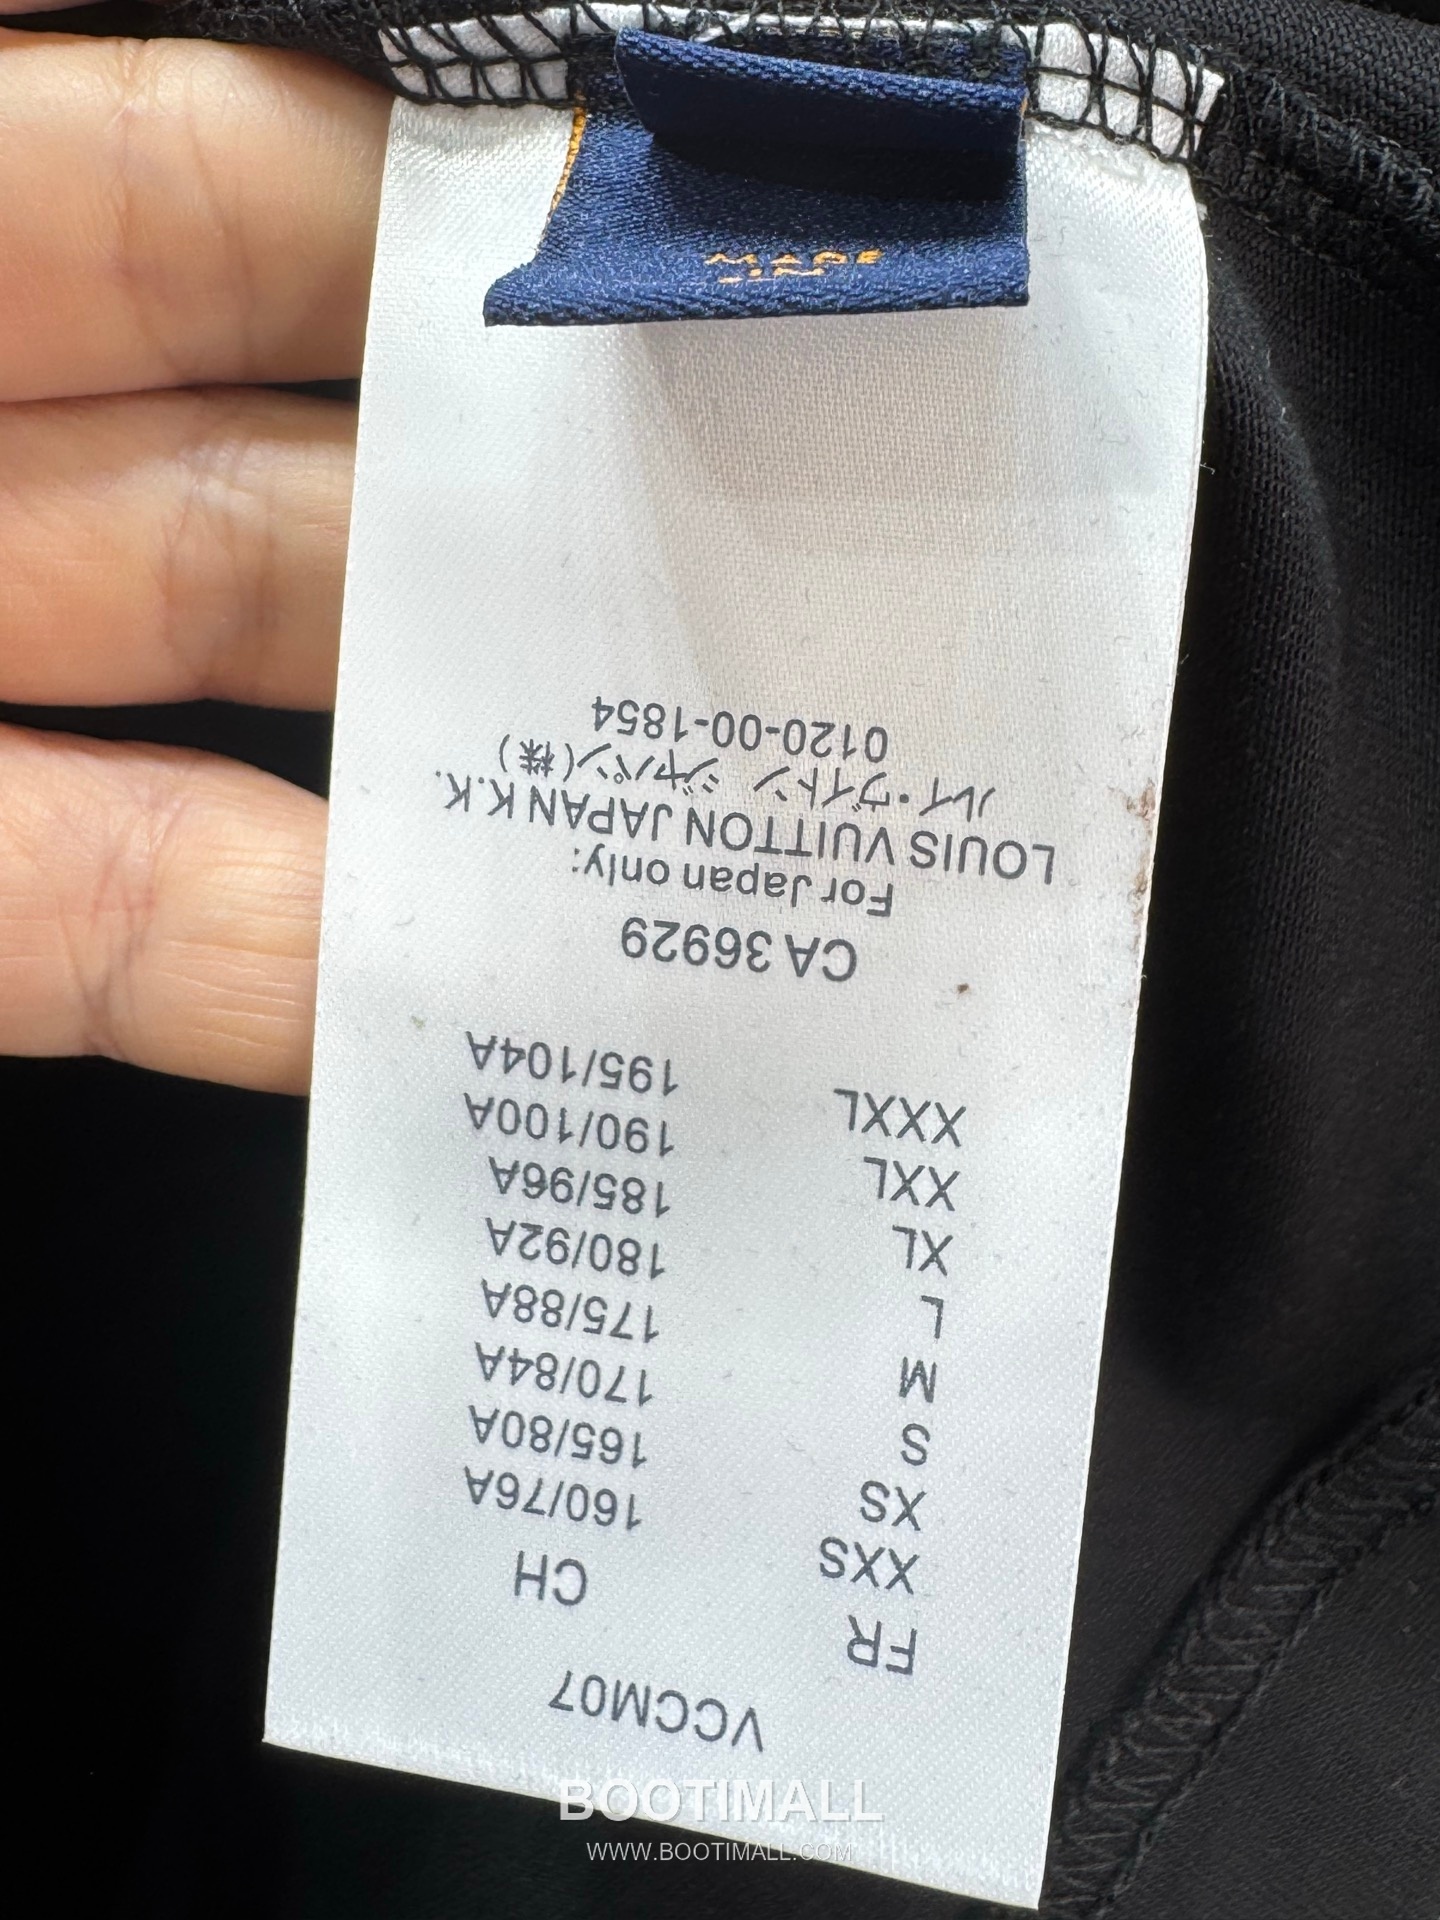 VCCM07
FR CH
XXS 160/76A
XS 165/80A
S 170/84A
M 175/88A
L 180/92A
XL 185/96A
XXL 190/100A
XXXL 195/104A
CA 36929
For Japan only:
LOUIS VUITTON JAPAN K.K.
ルイ・ヴィトン ジャパン(株)
0120-00-1854
MADE
IN
BOOTIMALL
WWW.BOOTIMALL.COM